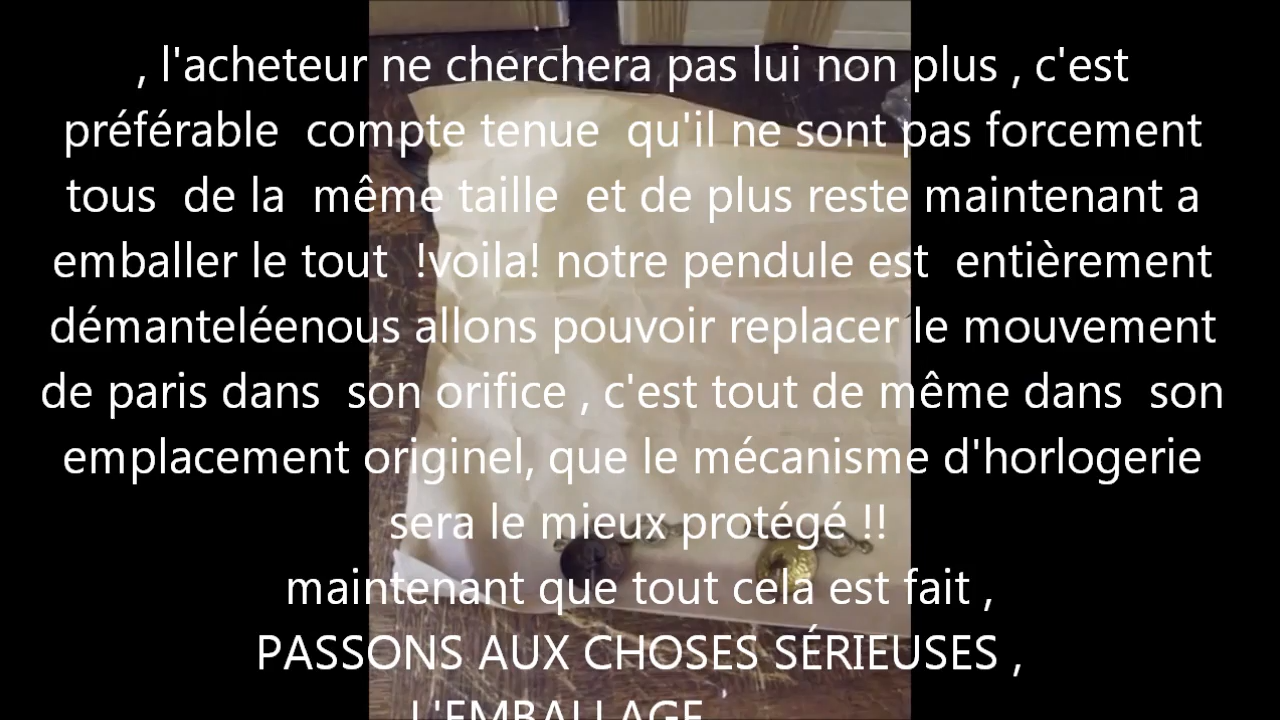 , l'acheteur ne cherchera pas lui non plus , c'est
préférable  compte tenue  qu'il ne sont pas forcement
tous  de la  même taille  et de plus reste maintenant a
emballer le tout  !voila! notre pendule est  entièrement
démanteléenous allons pouvoir replacer le mouvement
de paris dans  son orifice , c'est tout de même dans  son
emplacement originel, que le mécanisme d'horlogerie
sera le mieux protégé !!
maintenant que tout cela est fait ,
PASSONS AUX CHOSES SÉRIEUSES ,
L'EMBALLAGE